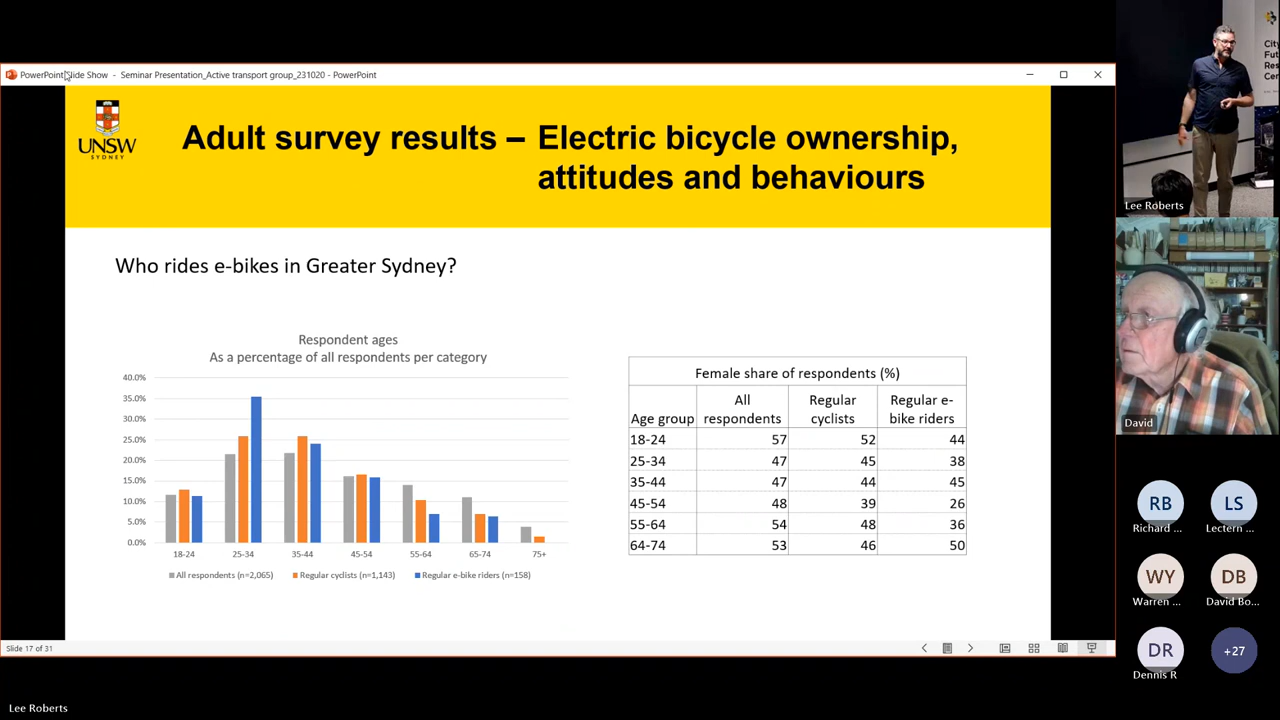 PowerPoint Slide Show - Seminar Presentation_Active transport group_231020 - PowerPoint
UNSW
SYDNEY
Adult survey results – Electric bicycle ownership,
attitudes and behaviours
Who rides e-bikes in Greater Sydney?
Respondent ages
As a percentage of all respondents per category
40.0%
35.0%
30.0%
25.0%
20.0%
15.0%
10.0%
5.0%
0.0%
18-24 25-34 35-44 45-54 55-64 65-74 75+
All respondents (n=2,065) Regular cyclists (n=1,143) Regular e-bike riders (n=158)
Female share of respondents (%)
Age group All respondents Regular cyclists Regular e-bike riders
18-24 57 52 44
25-34 47 45 38
35-44 47 44 45
45-54 48 39 26
55-64 54 48 36
64-74 53 46 50
Slide 17 of 31
Lee Roberts
City
Futu
Res
Cen
Lee Roberts
David
RB
Richard ...
LS
Lectern ...
WY
Warren ...
DB
David Bo...
DR
Dennis R
+27